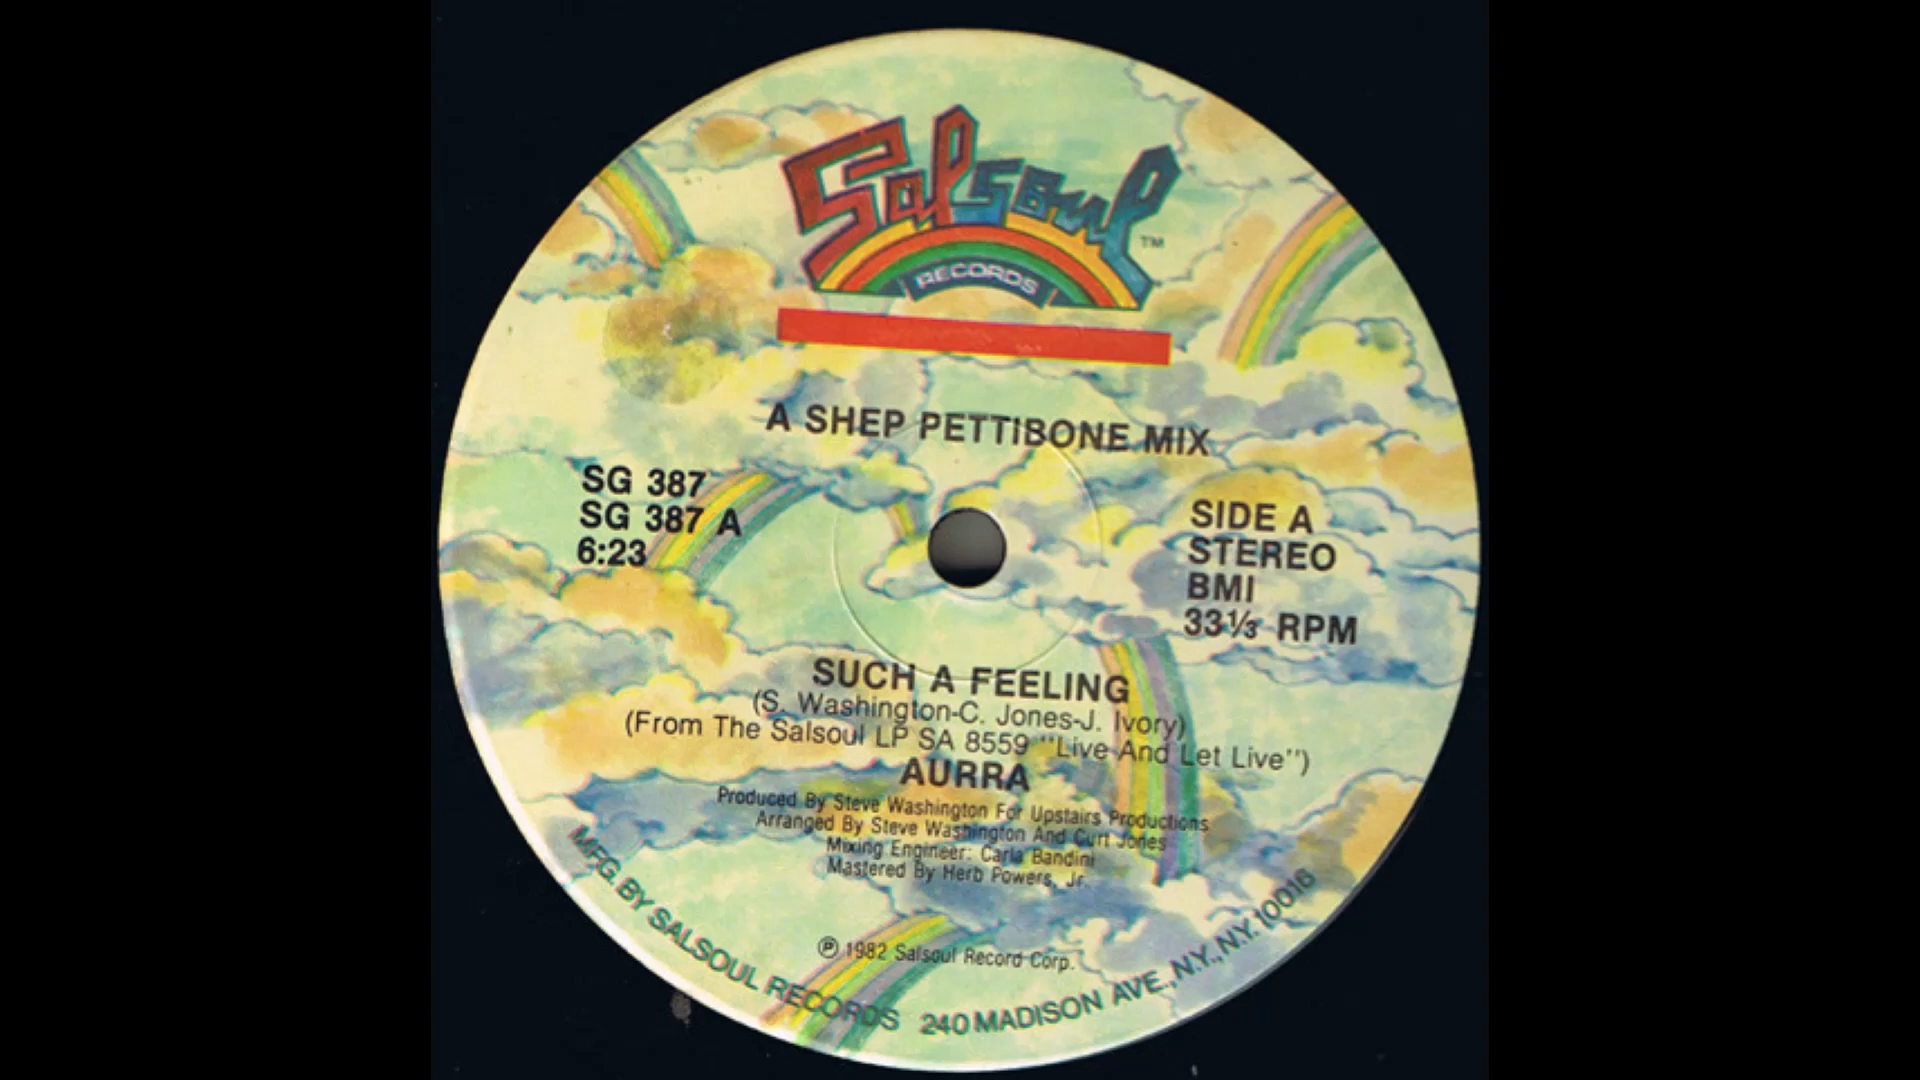 Salsoul
TM
RECORDS
A SHEP PETTIBONE MIX
SG 387
SG 387 A
6:23
SIDE A
STEREO
BMI
33⅓ RPM
SUCH A FEELING
(S. Washington-C. Jones-J. Ivory)
(From The Salsoul LP SA 8559 "Live And Let Live")
AURRA
Produced By Steve Washington For Upstairs Productions
Arranged By Steve Washington And Curt Jones
Mixing Engineer: Carla Bandini
Mastered By Herb Powers, Jr.
℗ 1982 Salsoul Record Corp.
MFG. BY SALSOUL RECORDS 240 MADISON AVE., N.Y., N.Y. 10016